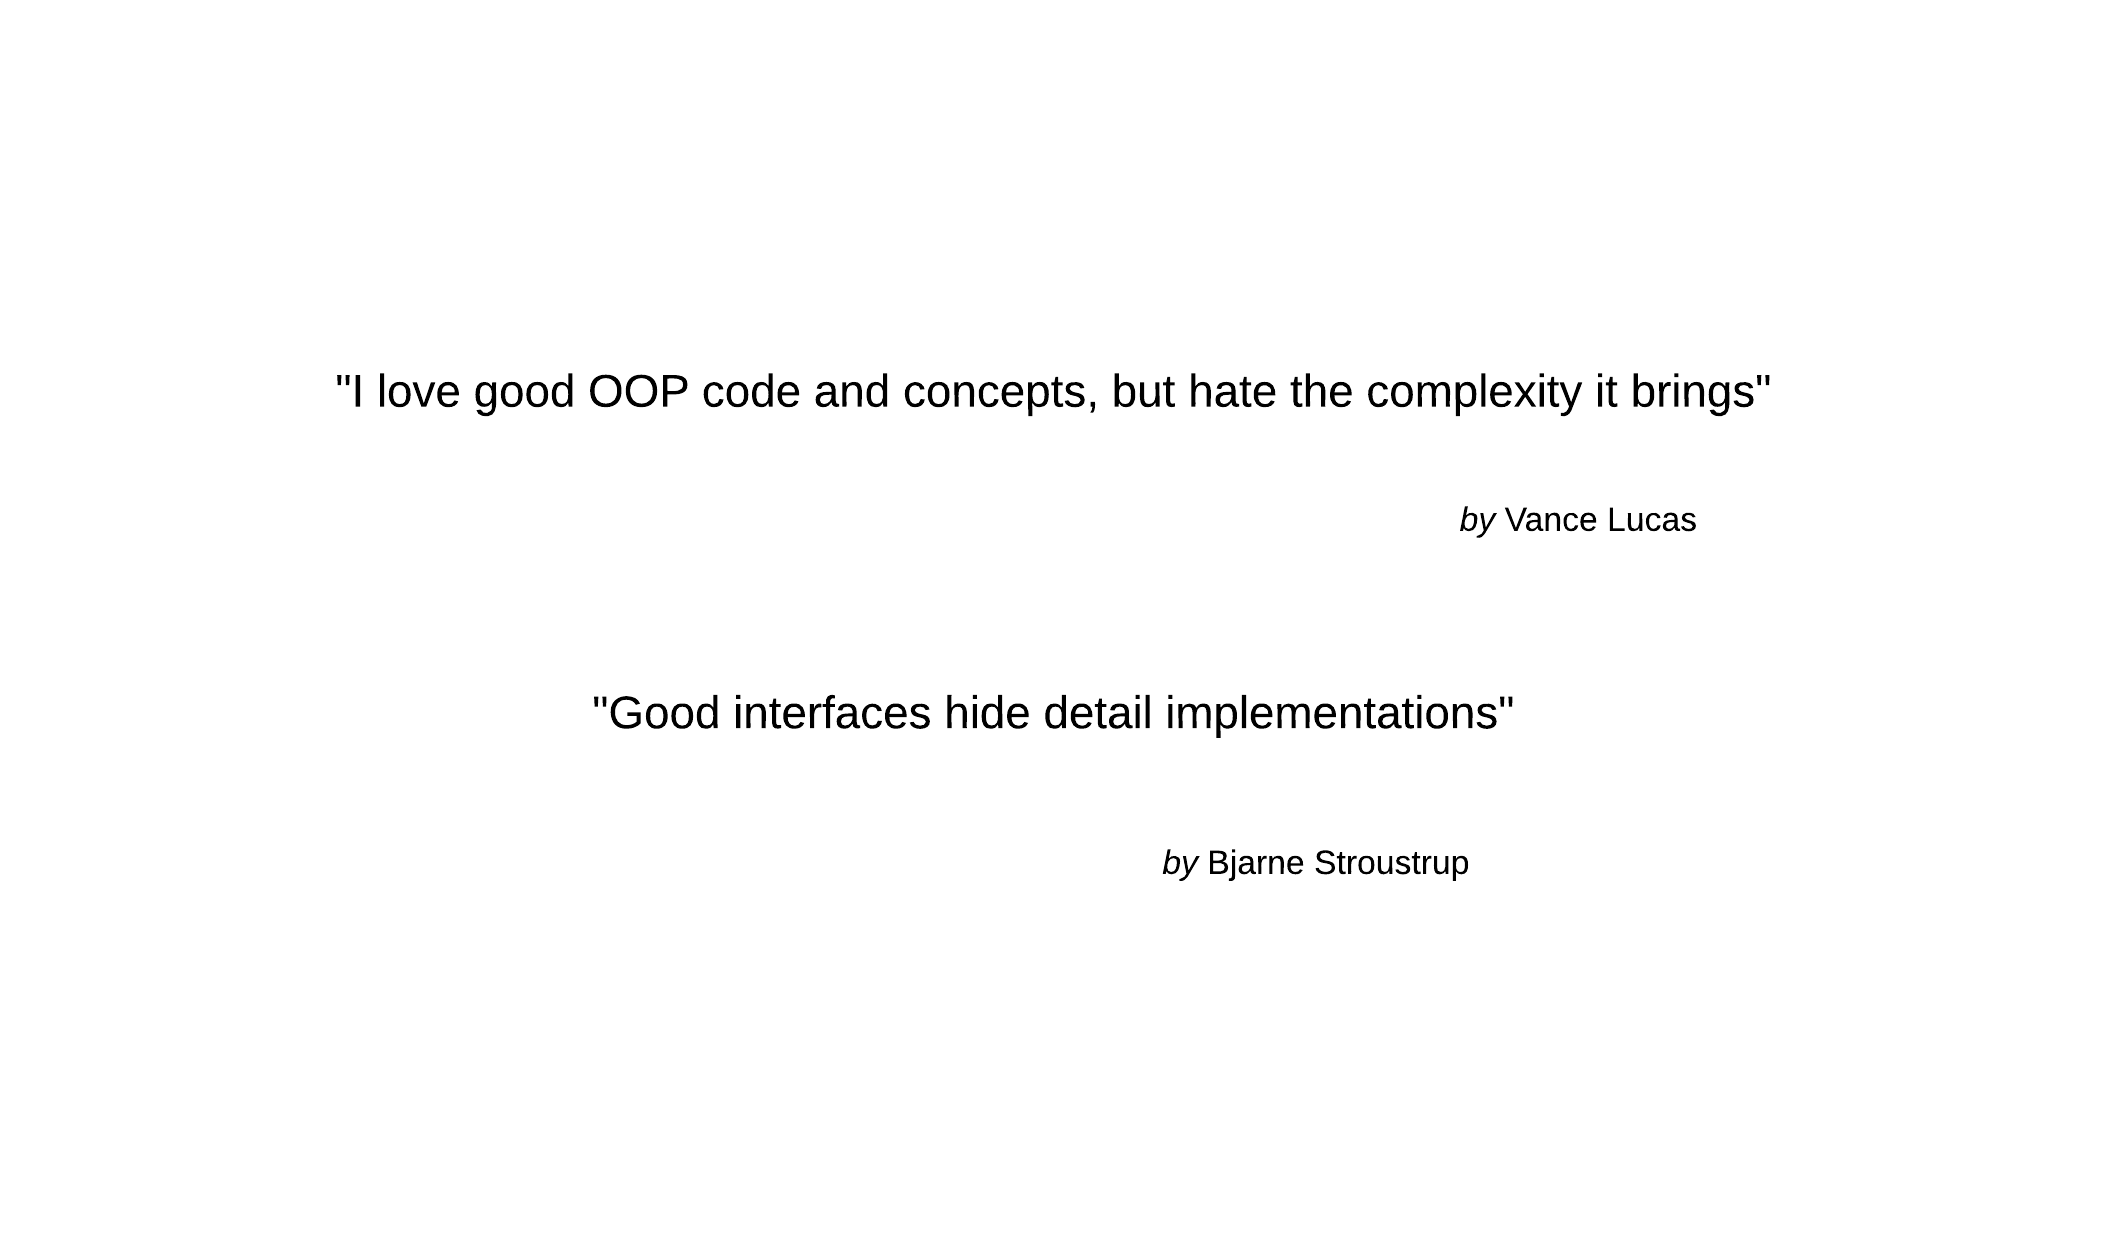 "I love good OOP code and concepts, but hate the complexity it brings"
by Vance Lucas
"Good interfaces hide detail implementations"
by Bjarne Stroustrup